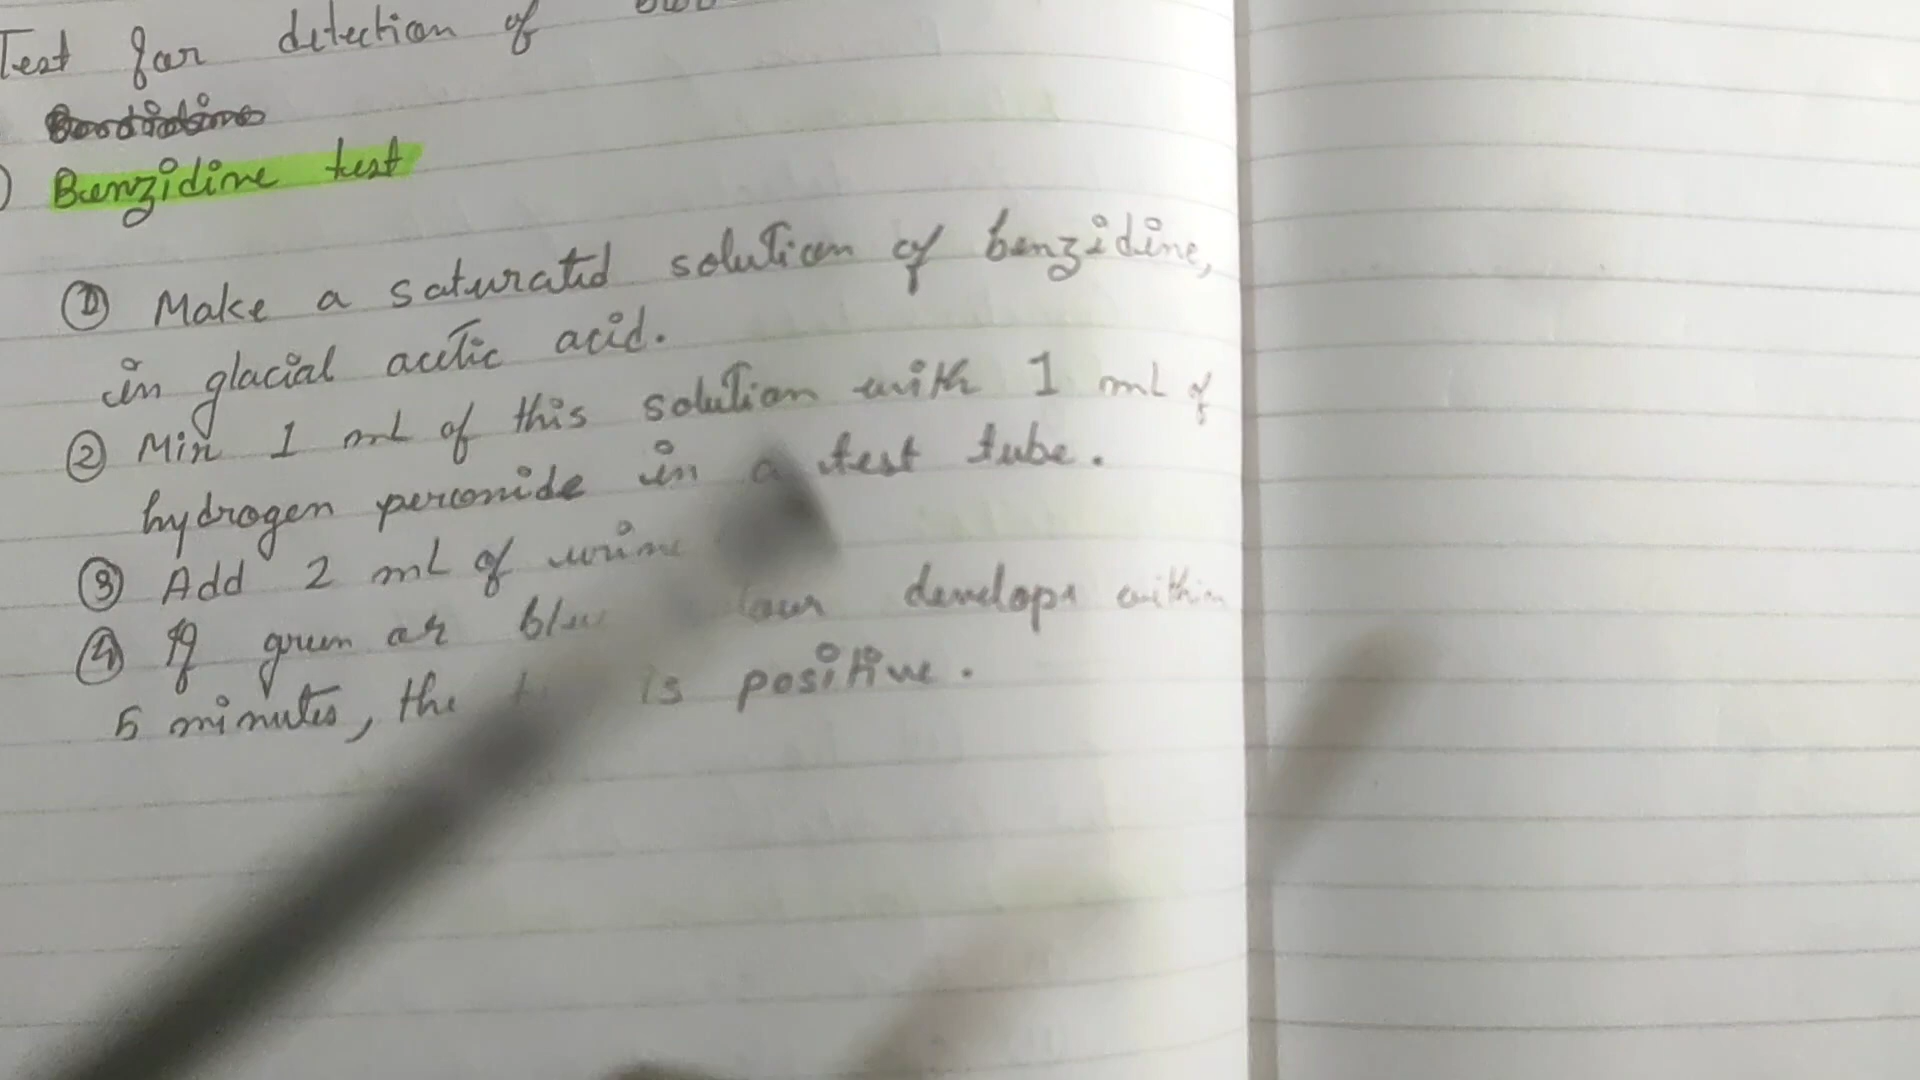 Test for detection of
Benzidine test
① Make a saturated solution of benzidine,
in glacial acetic acid.
② Mix 1 mL of this solution with 1 mL of
hydrogen peroxide in a test tube.
③ Add 2 mL of urine
④ If green or develops within
5 minutes, the is positive.